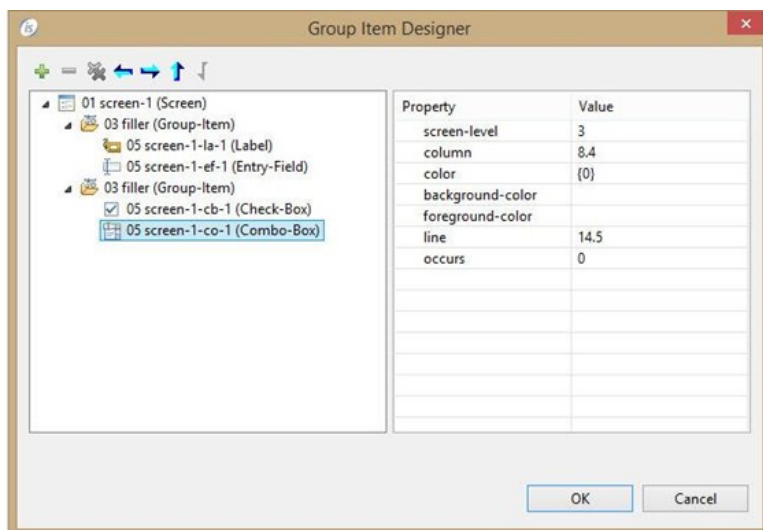 is
Group Item Designer
01 screen-1 (Screen)
03 filler (Group-Item)
05 screen-1-la-1 (Label)
05 screen-1-ef-1 (Entry-Field)
03 filler (Group-Item)
05 screen-1-cb-1 (Check-Box)
05 screen-1-co-1 (Combo-Box)
Property Value
screen-level 3
column 8.4
color {0}
background-color
foreground-color
line 14.5
occurs 0
OK Cancel